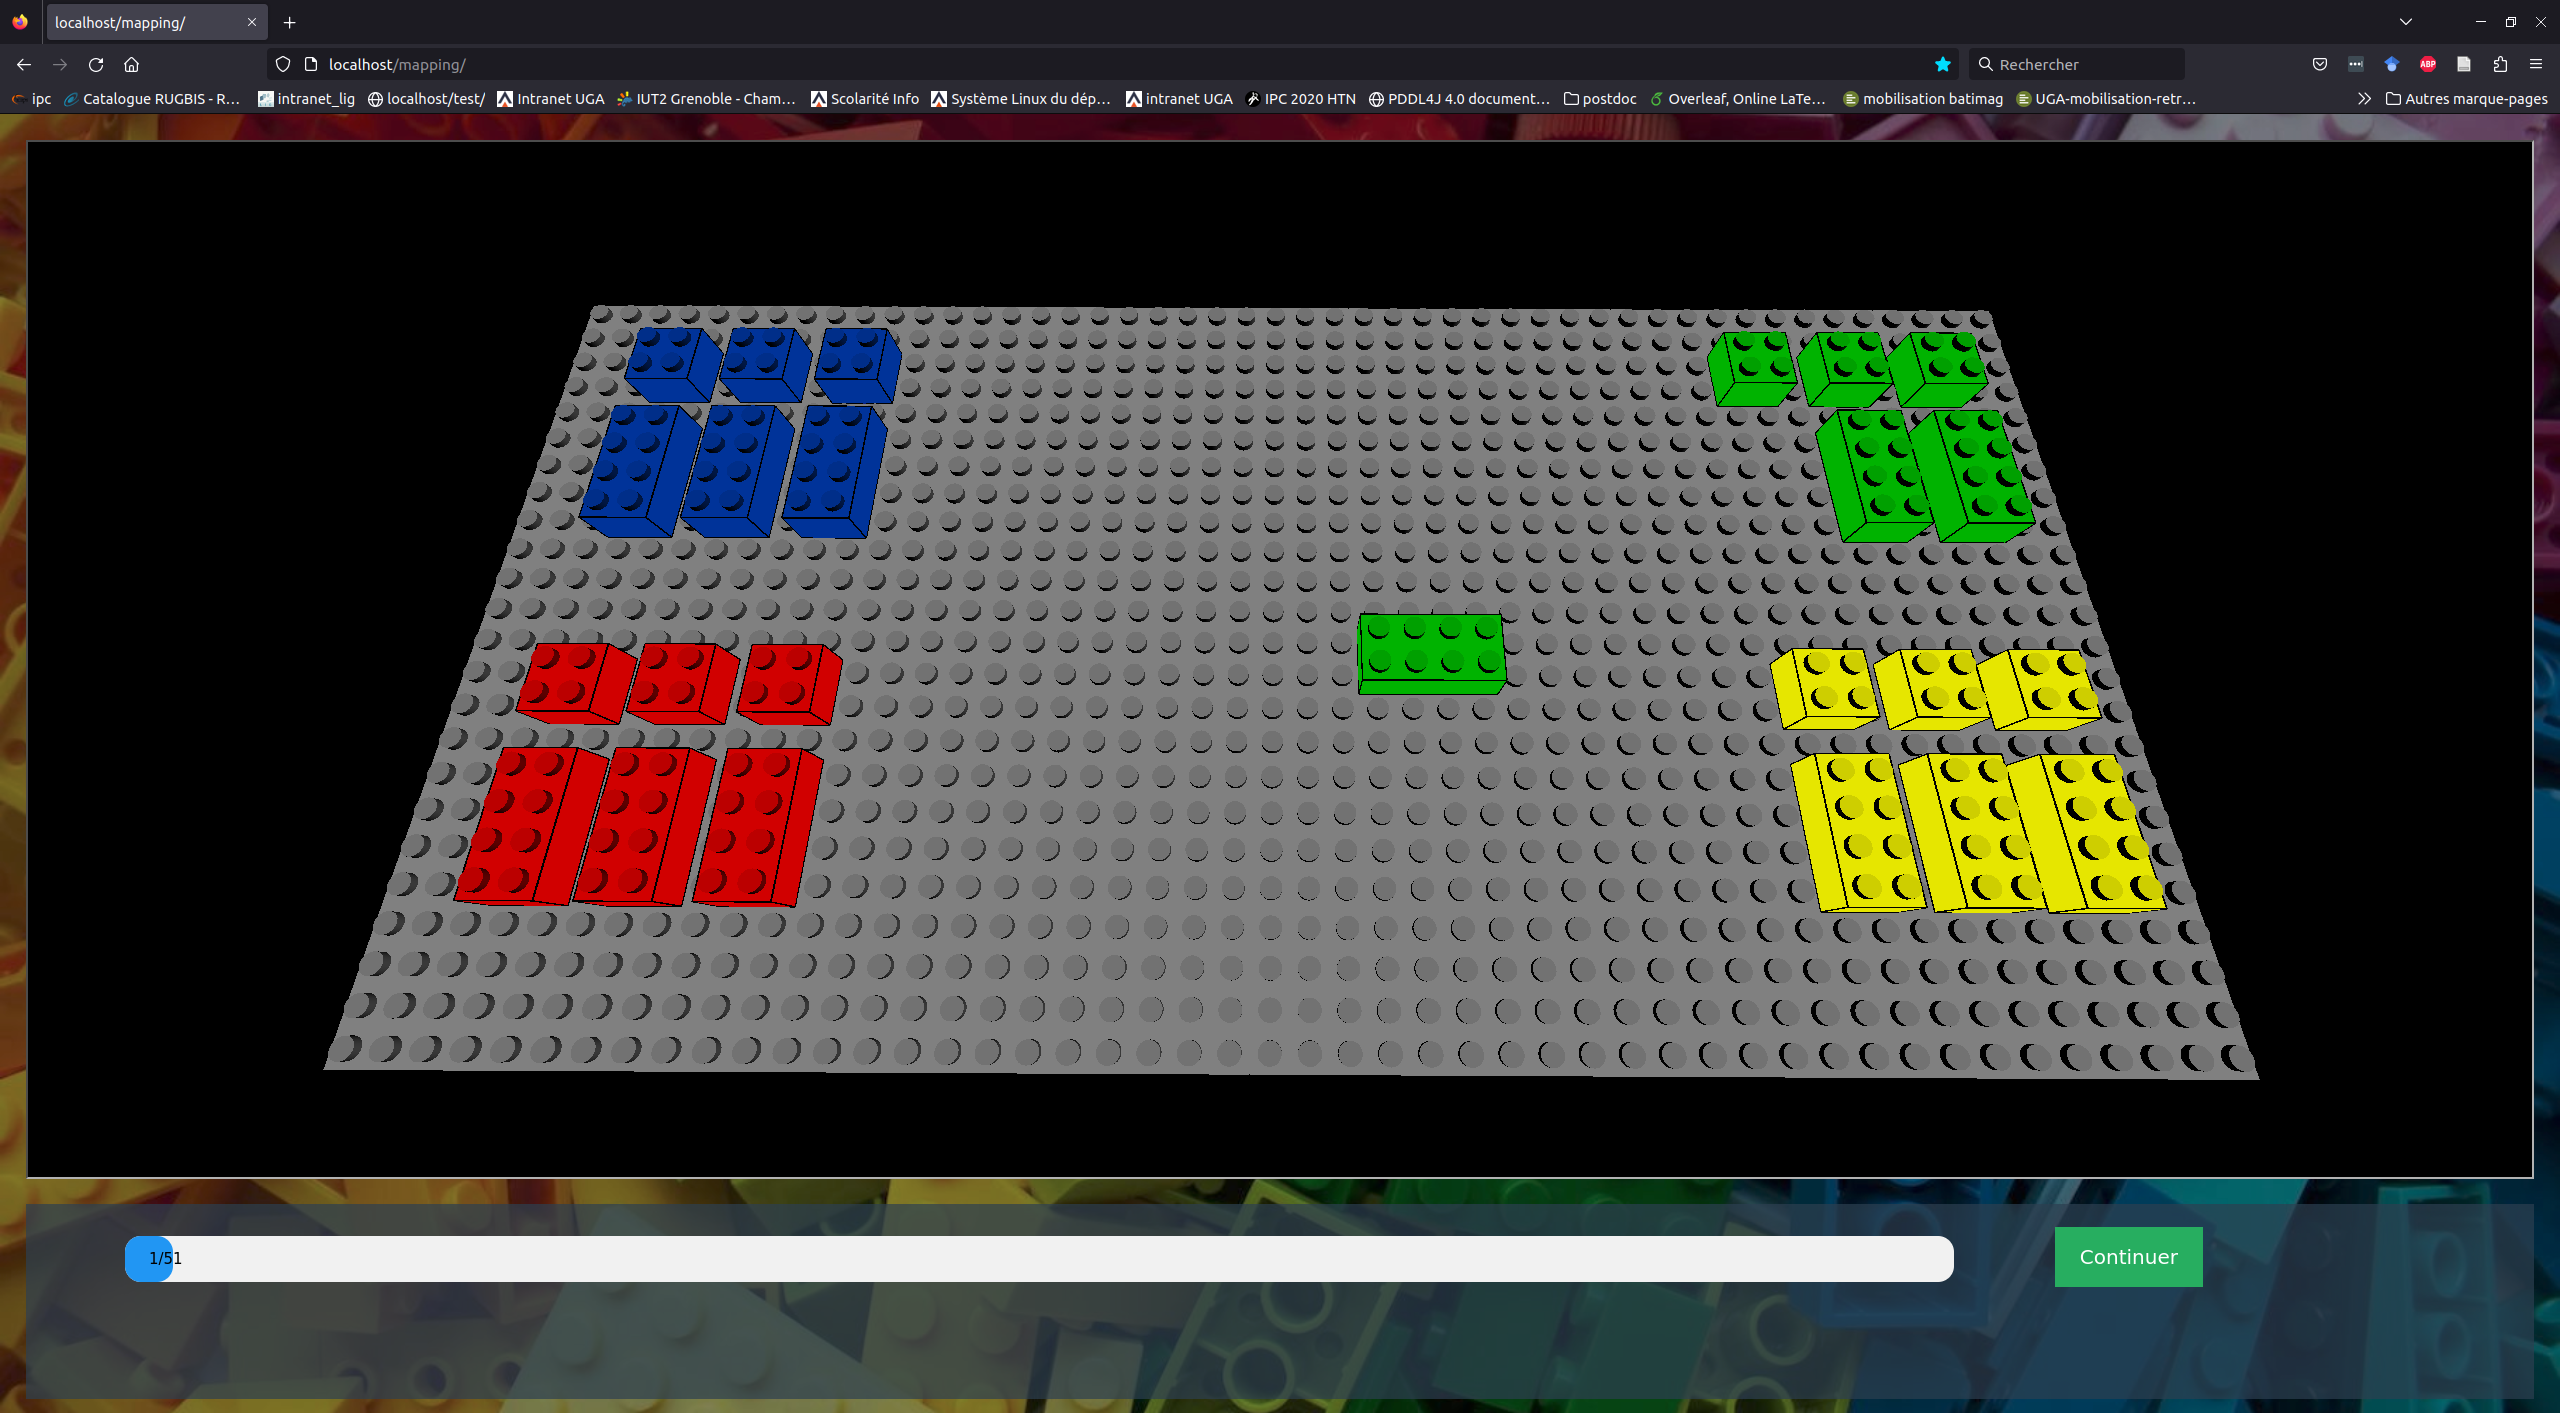 localhost/mapping/
localhost/mapping/
Rechercher
ABP
ipc
Catalogue RUGBIS - R…
intranet_lig
localhost/test/
Intranet UGA
IUT2 Grenoble - Cham…
Scolarité Info
Système Linux du dép…
intranet UGA
IPC 2020 HTN
PDDL4J 4.0 document…
postdoc
Overleaf, Online LaTe…
mobilisation batimag
UGA-mobilisation-retr…
Autres marque-pages
1/51
Continuer